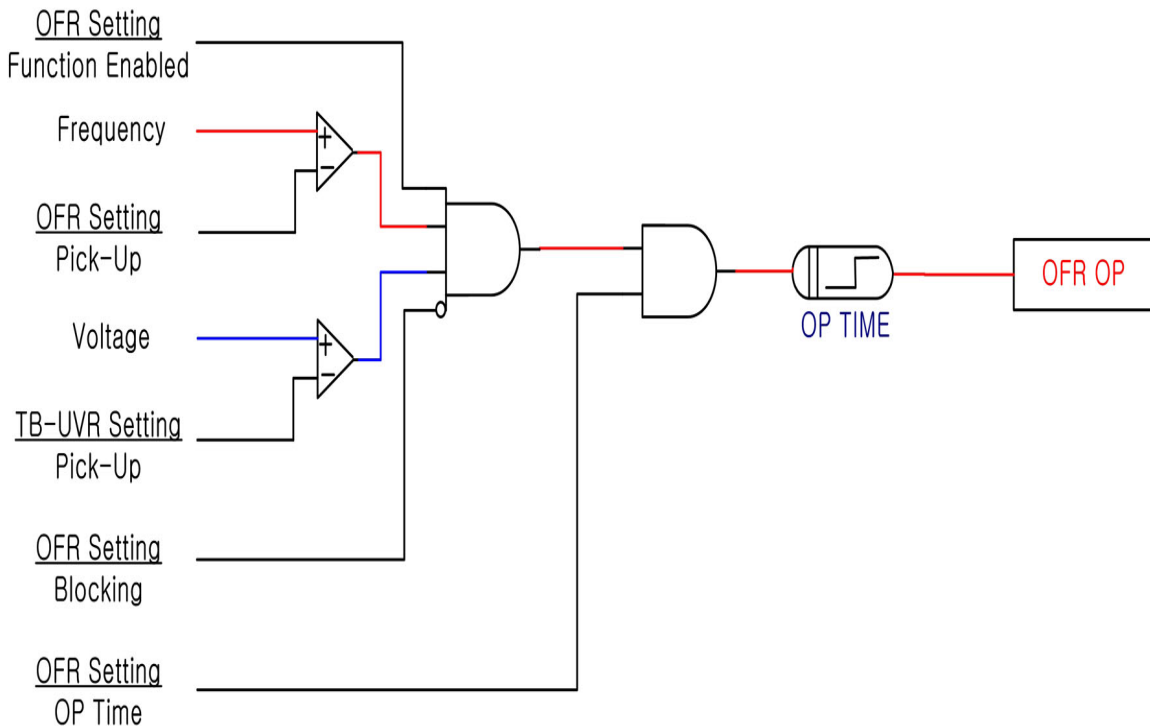 OFR Setting
Function Enabled
Frequency
+
−
OFR Setting
Pick-Up
Voltage
+
−
TB-UVR Setting
Pick-Up
OFR Setting
Blocking
OFR Setting
OP Time
OP TIME
OFR OP